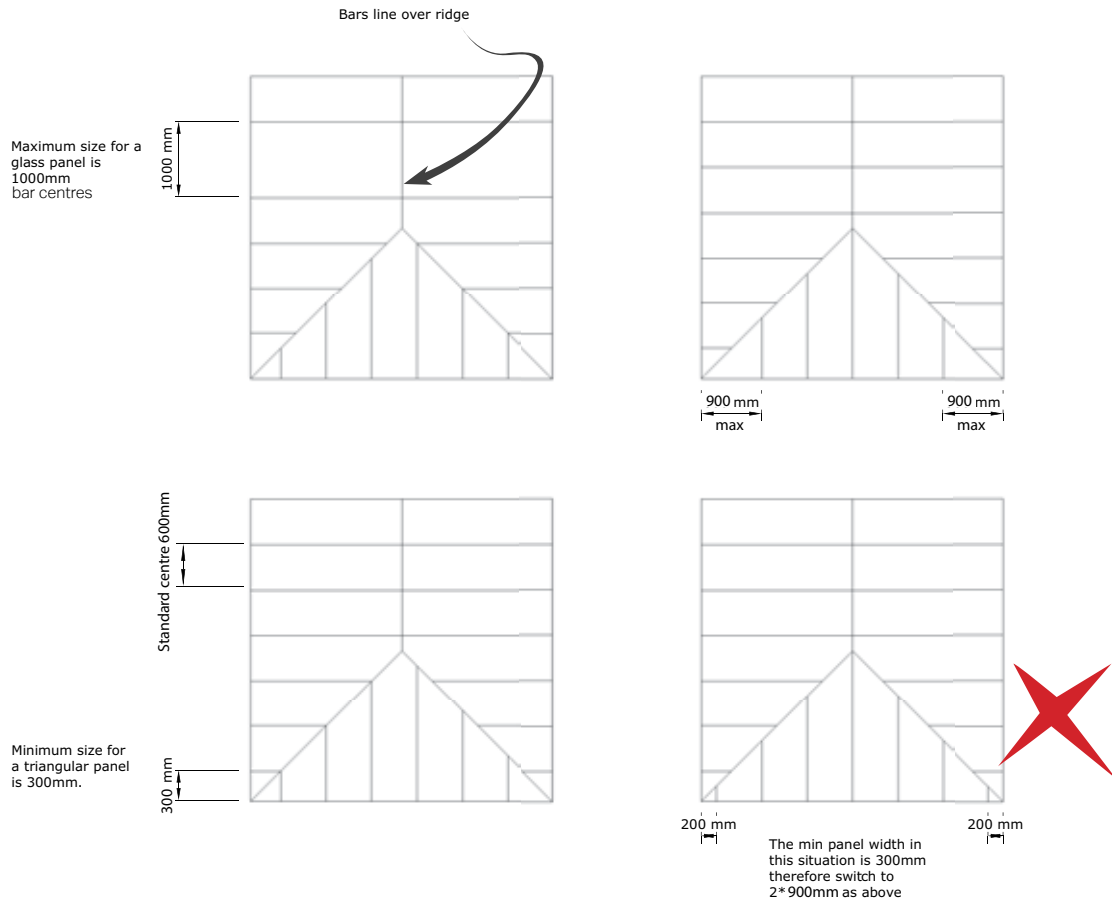 Bars line over ridge
Maximum size for a
glass panel is
1000mm
bar centres
1000 mm
900 mm
max
900 mm
max
Standard centre 600mm
Minimum size for
a triangular panel
is 300mm.
300 mm
200 mm
200 mm
The min panel width in
this situation is 300mm
therefore switch to
2*900mm as above